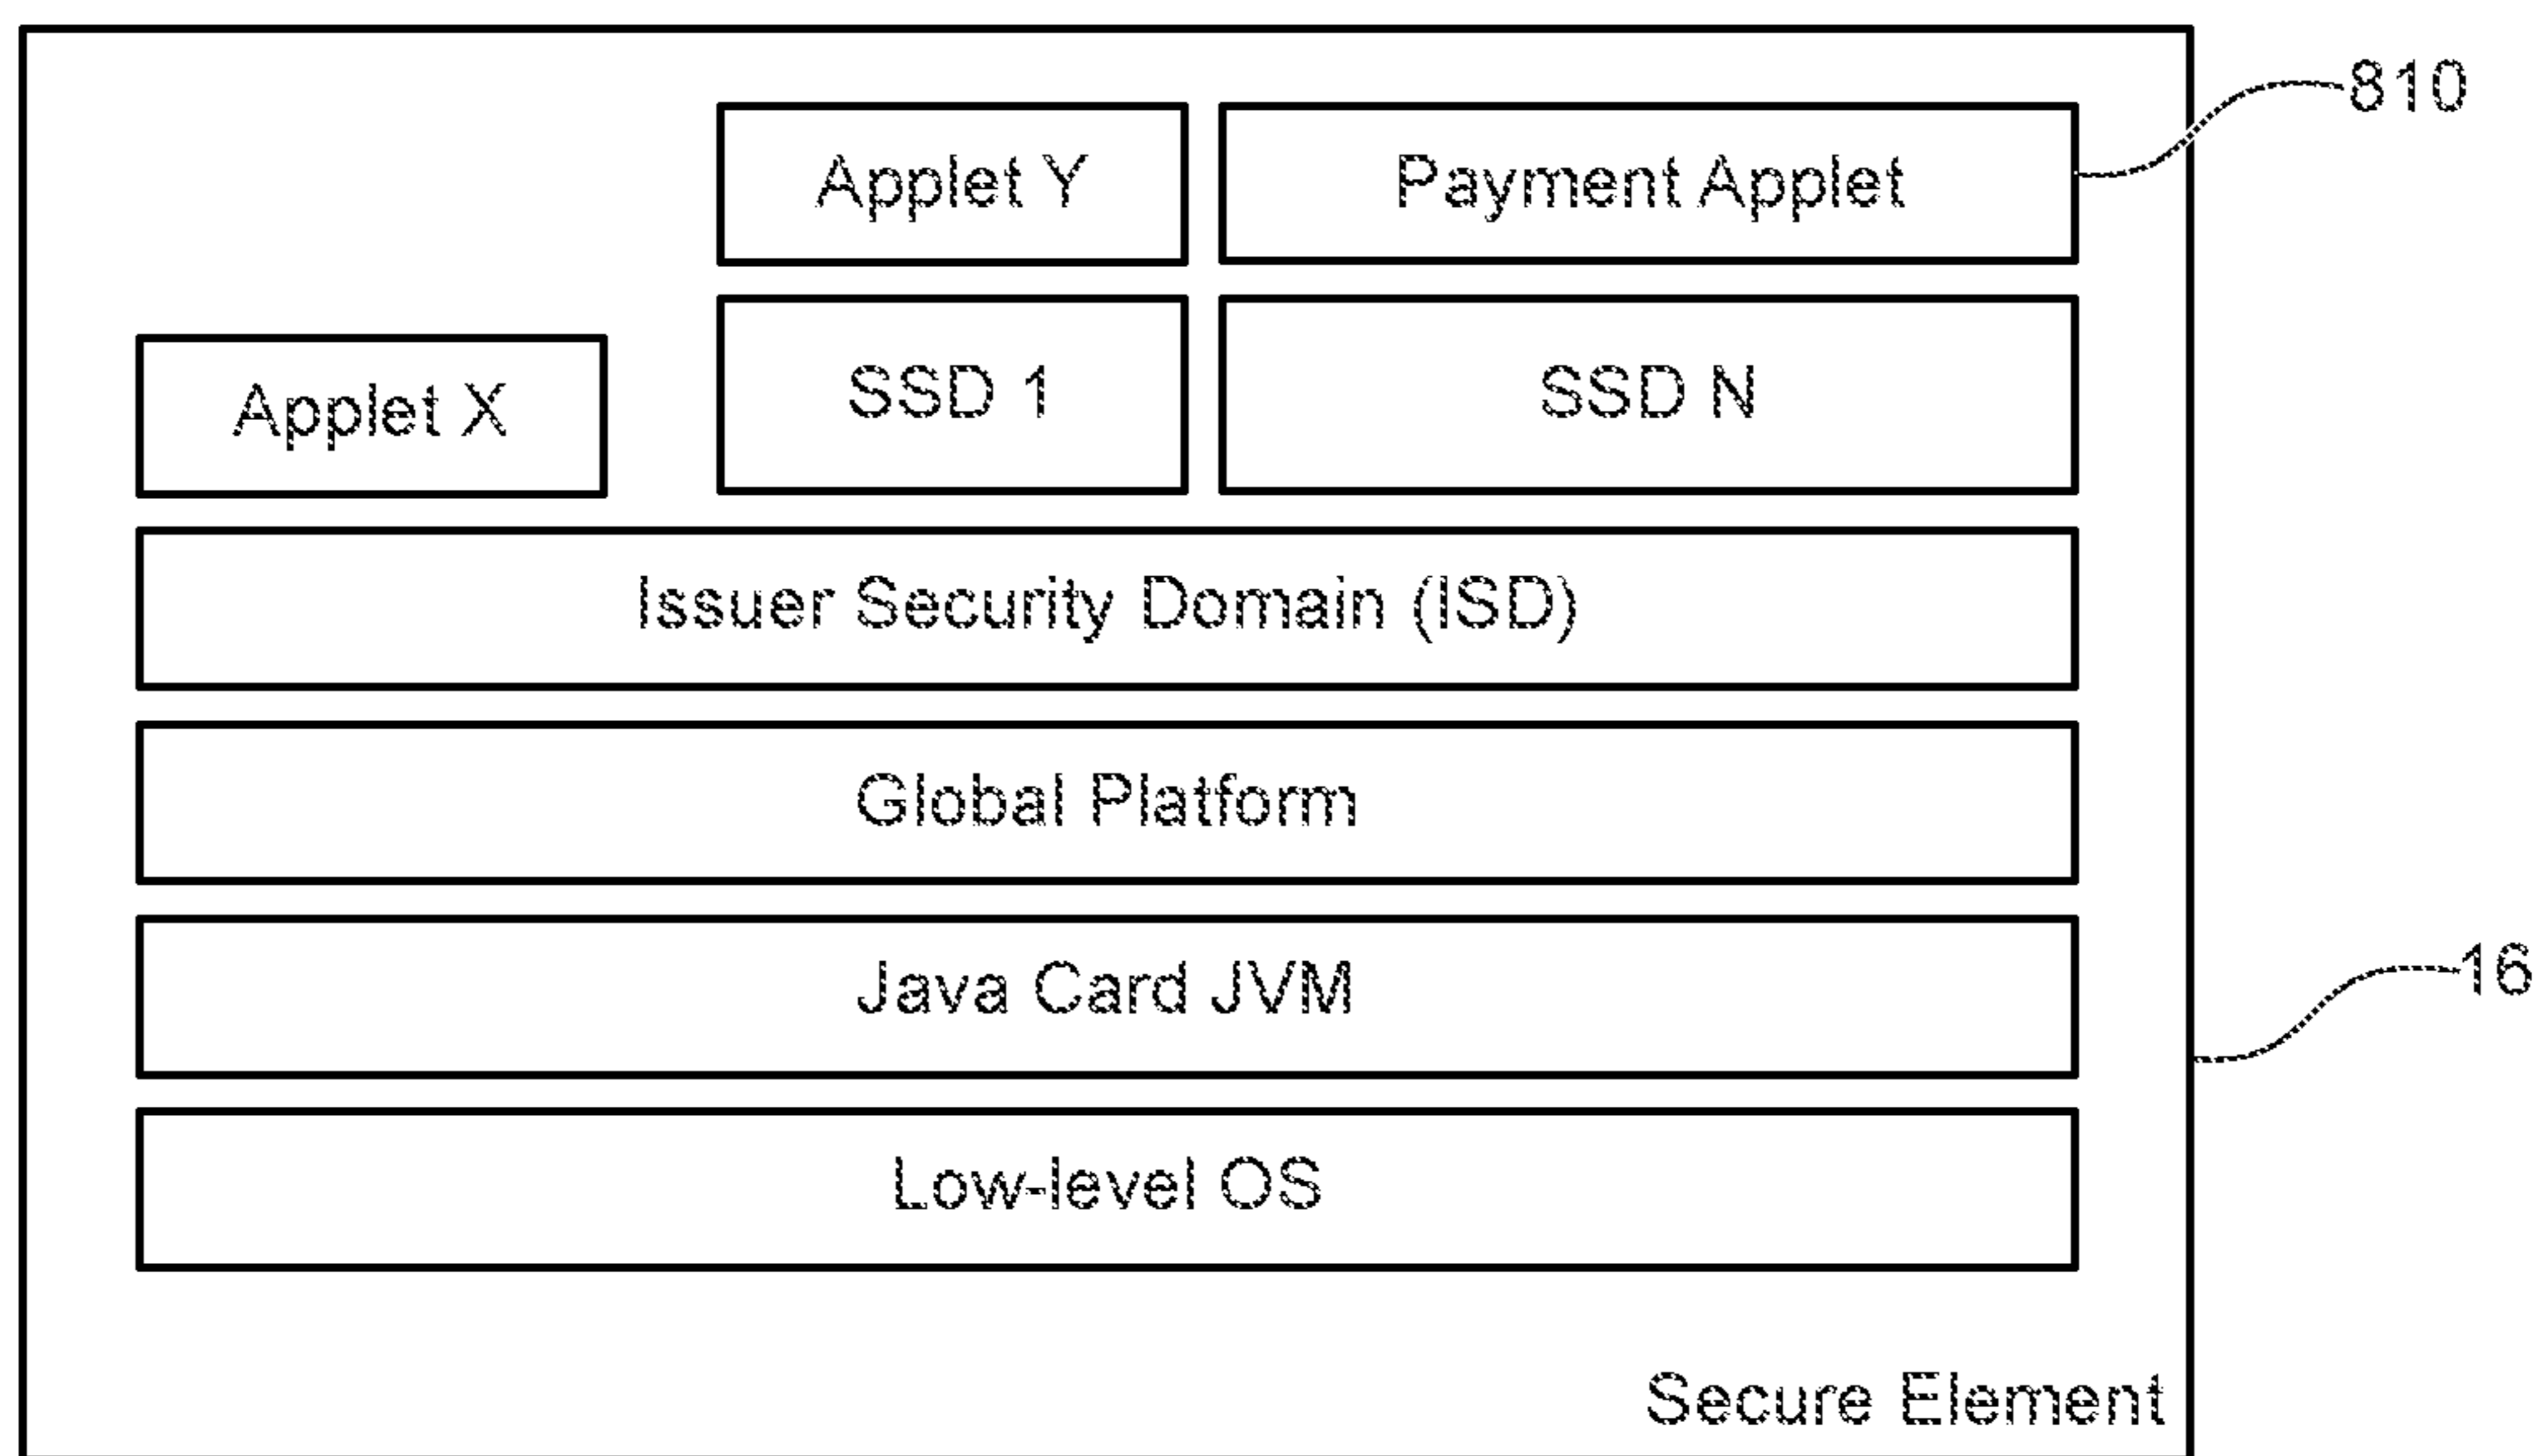 810
Applet Y
Payment Applet
SSD 1
SSD N
Applet X
Issuer Security Domain (ISD)
Global Platform
Java Card JVM
16
Low-level OS
Secure Element